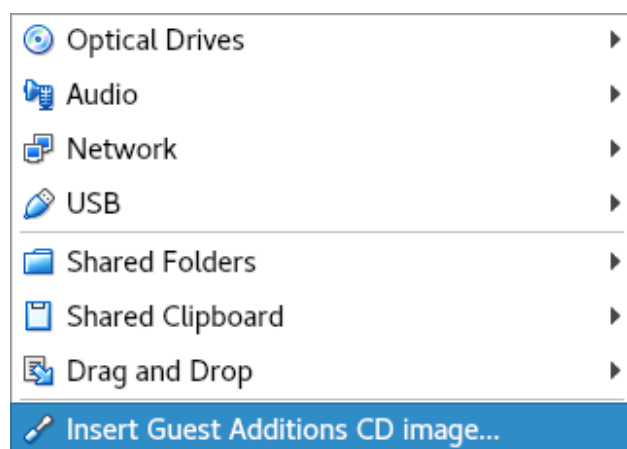 Optical Drives
Audio
Network
USB
Shared Folders
Shared Clipboard
Drag and Drop
Insert Guest Additions CD image...